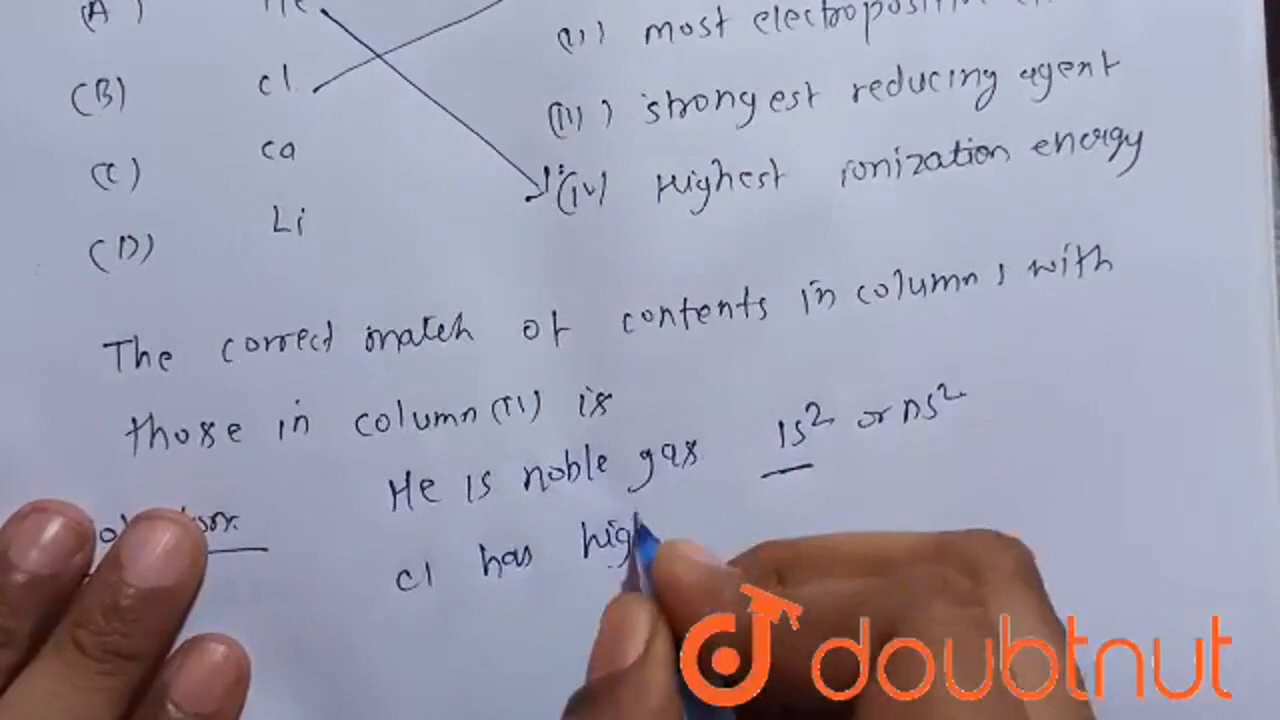 (A)
(B) cl
(C) ca
(D) Li
(ii) most
(iii) strongest reducing agent
(iv) Highest ionization energy
The correct match of contents in column I with
those in column (II) is
He is noble gas 1s² or ns²
cl has hig
doubtnut